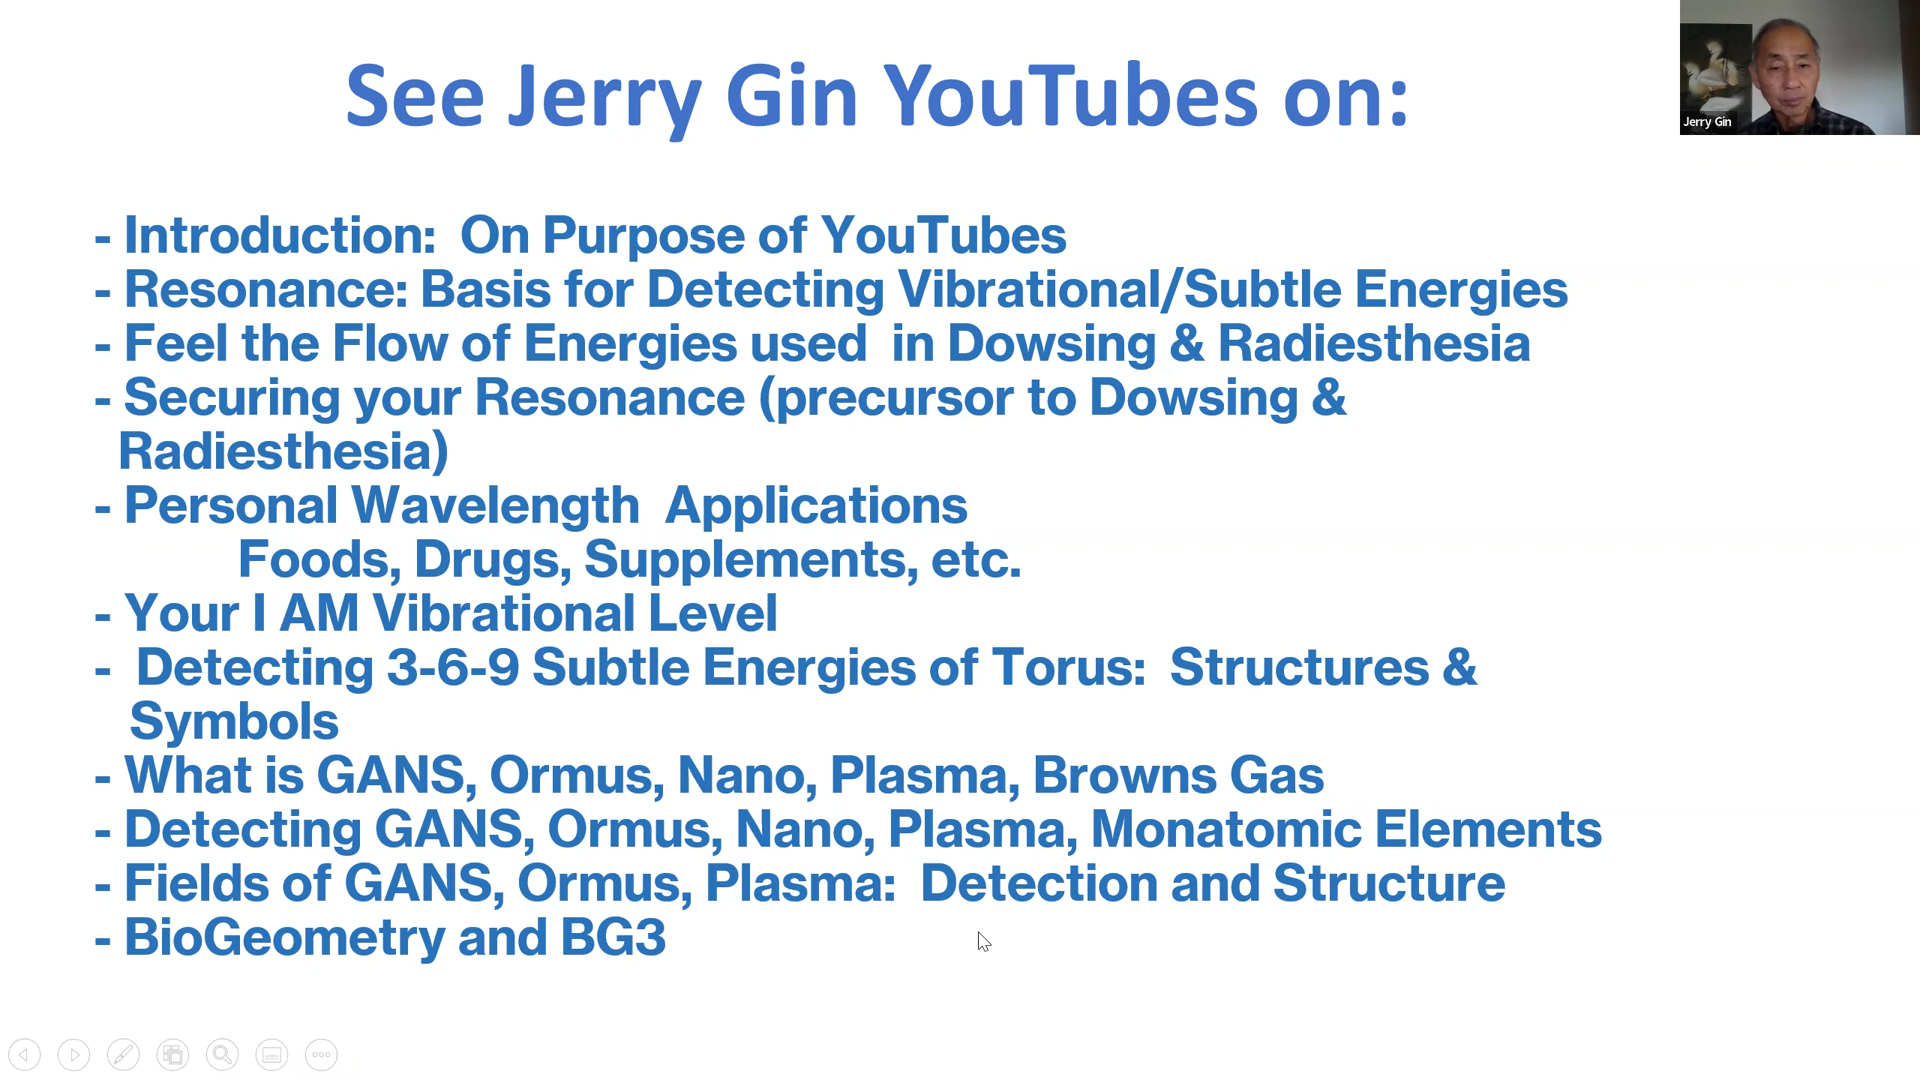 See Jerry Gin YouTubes on:
Jerry Gin
- Introduction:  On Purpose of YouTubes
- Resonance: Basis for Detecting Vibrational/Subtle Energies
- Feel the Flow of Energies used  in Dowsing & Radiesthesia
- Securing your Resonance (precursor to Dowsing &
Radiesthesia)
- Personal Wavelength  Applications
Foods, Drugs, Supplements, etc.
- Your I AM Vibrational Level
-  Detecting 3-6-9 Subtle Energies of Torus:  Structures &
Symbols
- What is GANS, Ormus, Nano, Plasma, Browns Gas
- Detecting GANS, Ormus, Nano, Plasma, Monatomic Elements
- Fields of GANS, Ormus, Plasma:  Detection and Structure
- BioGeometry and BG3